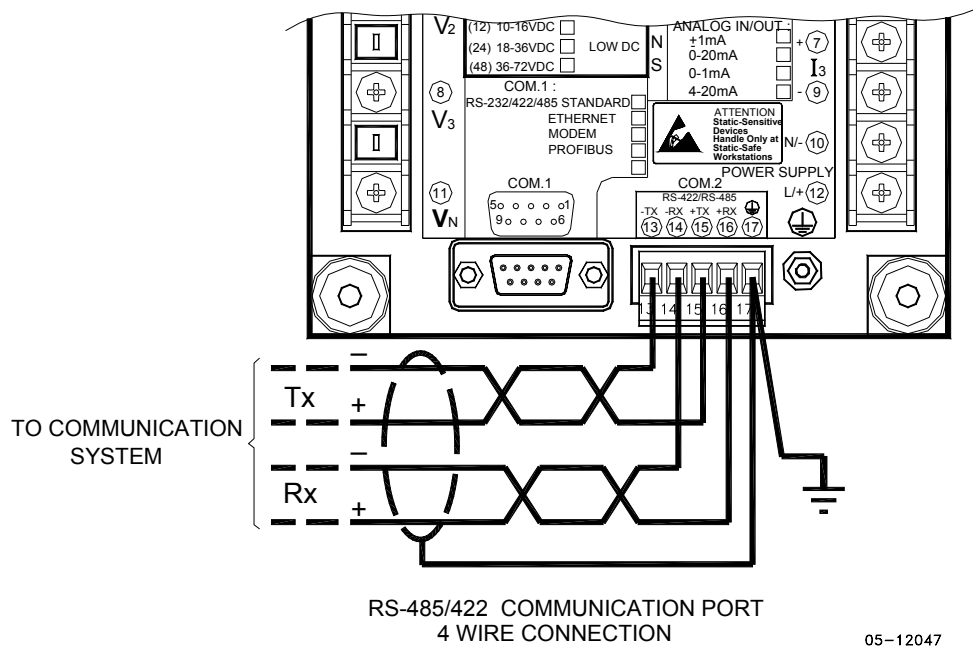 V2
(12) 10-16VDC
(24) 18-36VDC LOW DC
(48) 36-72VDC
N
S
ANALOG IN/OUT :
±1mA
0-20mA
0-1mA
4-20mA
+ 7
I3
- 9
8
V3
COM.1 :
RS-232/422/485 STANDARD
ETHERNET
MODEM
PROFIBUS
ATTENTION
Static-Sensitive
Devices
Handle Only at
Static-Safe
Workstations
N/- 10
POWER SUPPLY
L/+ 12
11
VN
COM.1
5 1
9 6
COM.2
RS-422/RS-485
-TX -RX +TX +RX
13 14 15 16 17
13 14 15 16 17
TO COMMUNICATION
SYSTEM
–
Tx
+
–
Rx
+
RS-485/422 COMMUNICATION PORT
4 WIRE CONNECTION
05-12047